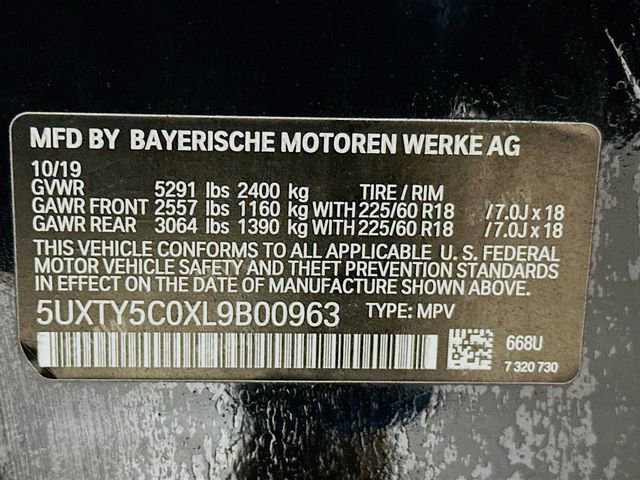 MFD BY BAYERISCHE MOTOREN WERKE AG
10/19
GVWR 5291 lbs 2400 kg TIRE / RIM
GAWR FRONT 2557 lbs 1160 kg WITH 225/60 R18 / 7.0J x 18
GAWR REAR 3064 lbs 1390 kg WITH 225/60 R18 / 7.0J x 18
THIS VEHICLE CONFORMS TO ALL APPLICABLE U. S. FEDERAL
MOTOR VEHICLE SAFETY AND THEFT PREVENTION STANDARDS
IN EFFECT ON THE DATE OF MANUFACTURE SHOWN ABOVE.
5UXTY5C0XL9B00963 TYPE: MPV
668U
7 320 730